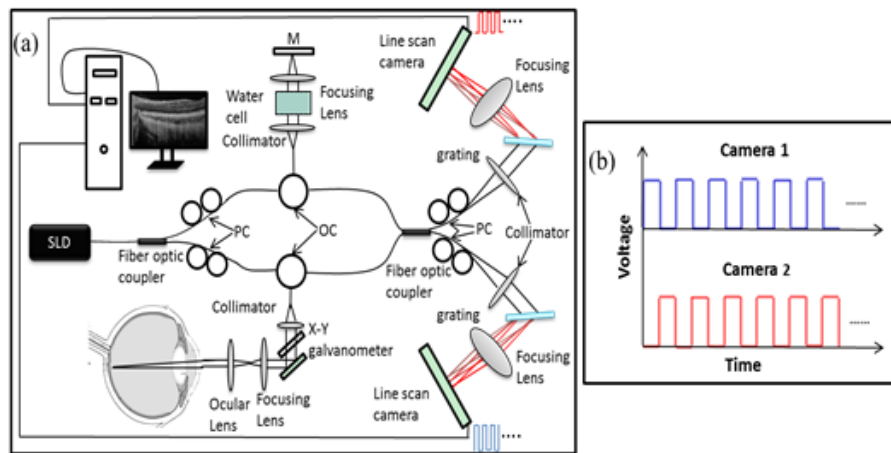 (a)
M
Water
cell
Focusing
Lens
Collimator
Line scan
camera
Focusing
Lens
grating
SLD
PC
OC
PC
Collimator
Fiber optic
coupler
Fiber optic
coupler
Collimator
X-Y
galvanometer
grating
Focusing
Lens
Ocular
Lens
Focusing
Lens
Line scan
camera
(b)
Camera 1
Camera 2
Voltage
Time